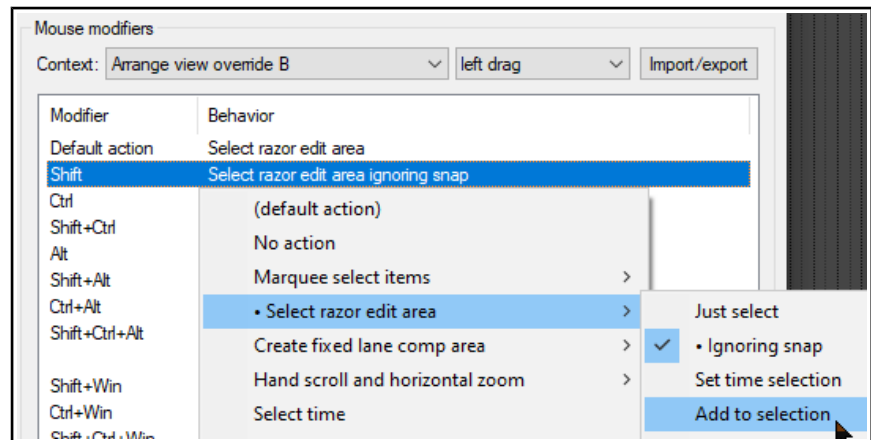 Mouse modifiers
Context: Arrange view override B left drag Import/export
Modifier Behavior
Default action Select razor edit area
Shift Select razor edit area ignoring snap
Ctrl
(default action)
Shift+Ctrl
No action
Alt
Shift+Alt
Marquee select items
Ctrl+Alt
• Select razor edit area
Just select
Shift+Ctrl+Alt
Create fixed lane comp area
• Ignoring snap
Shift+Win
Hand scroll and horizontal zoom
Set time selection
Ctrl+Win
Select time
Add to selection
Shift+Ctrl+Win